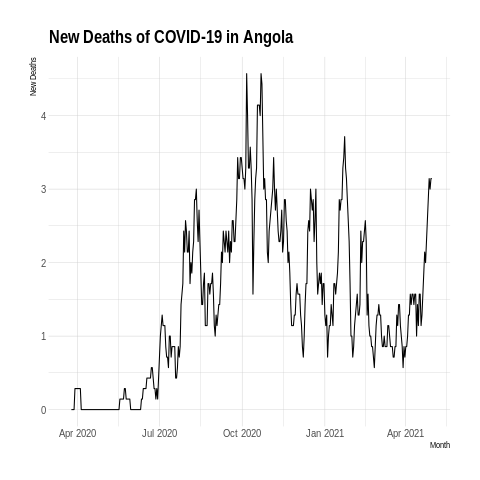 New Deaths of COVID-19 in Angola
New Deaths
4
3
2
1
0
Apr 2020 Jul 2020 Oct 2020 Jan 2021 Apr 2021
Month